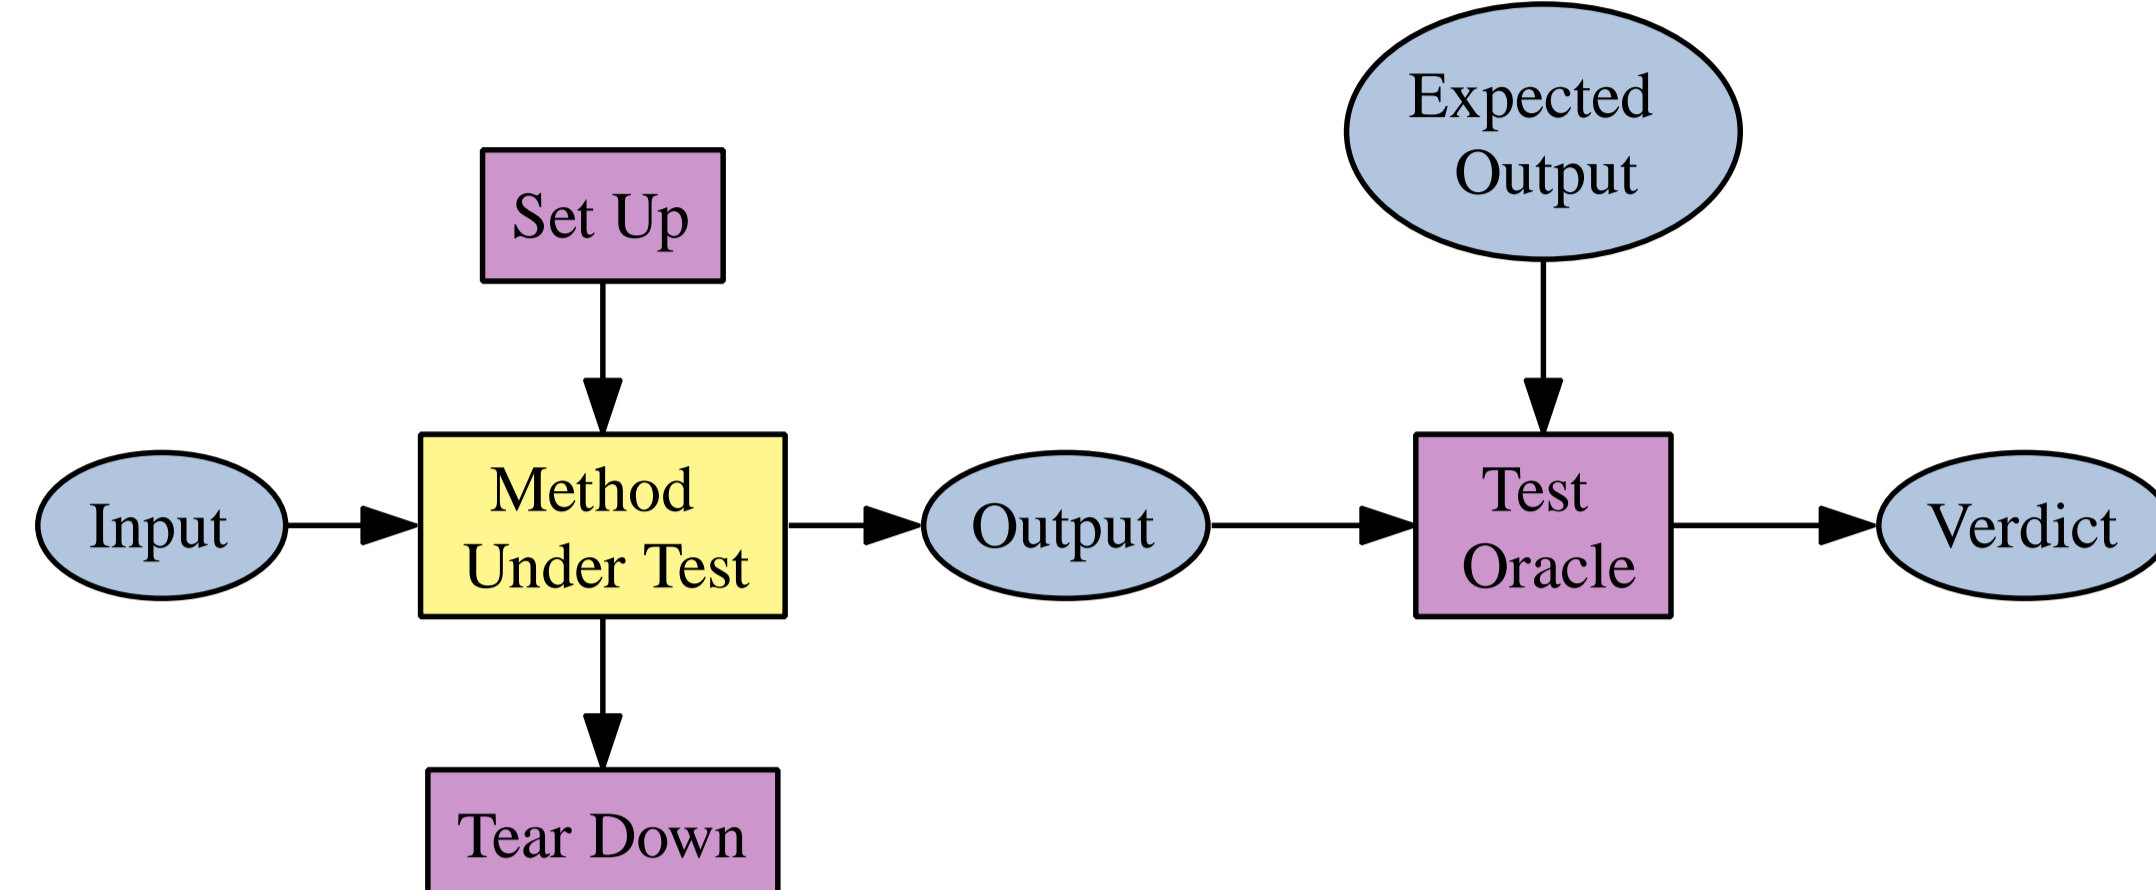 Expected
Output
Set Up
Input
Method
Under Test
Output
Test
Oracle
Verdict
Tear Down